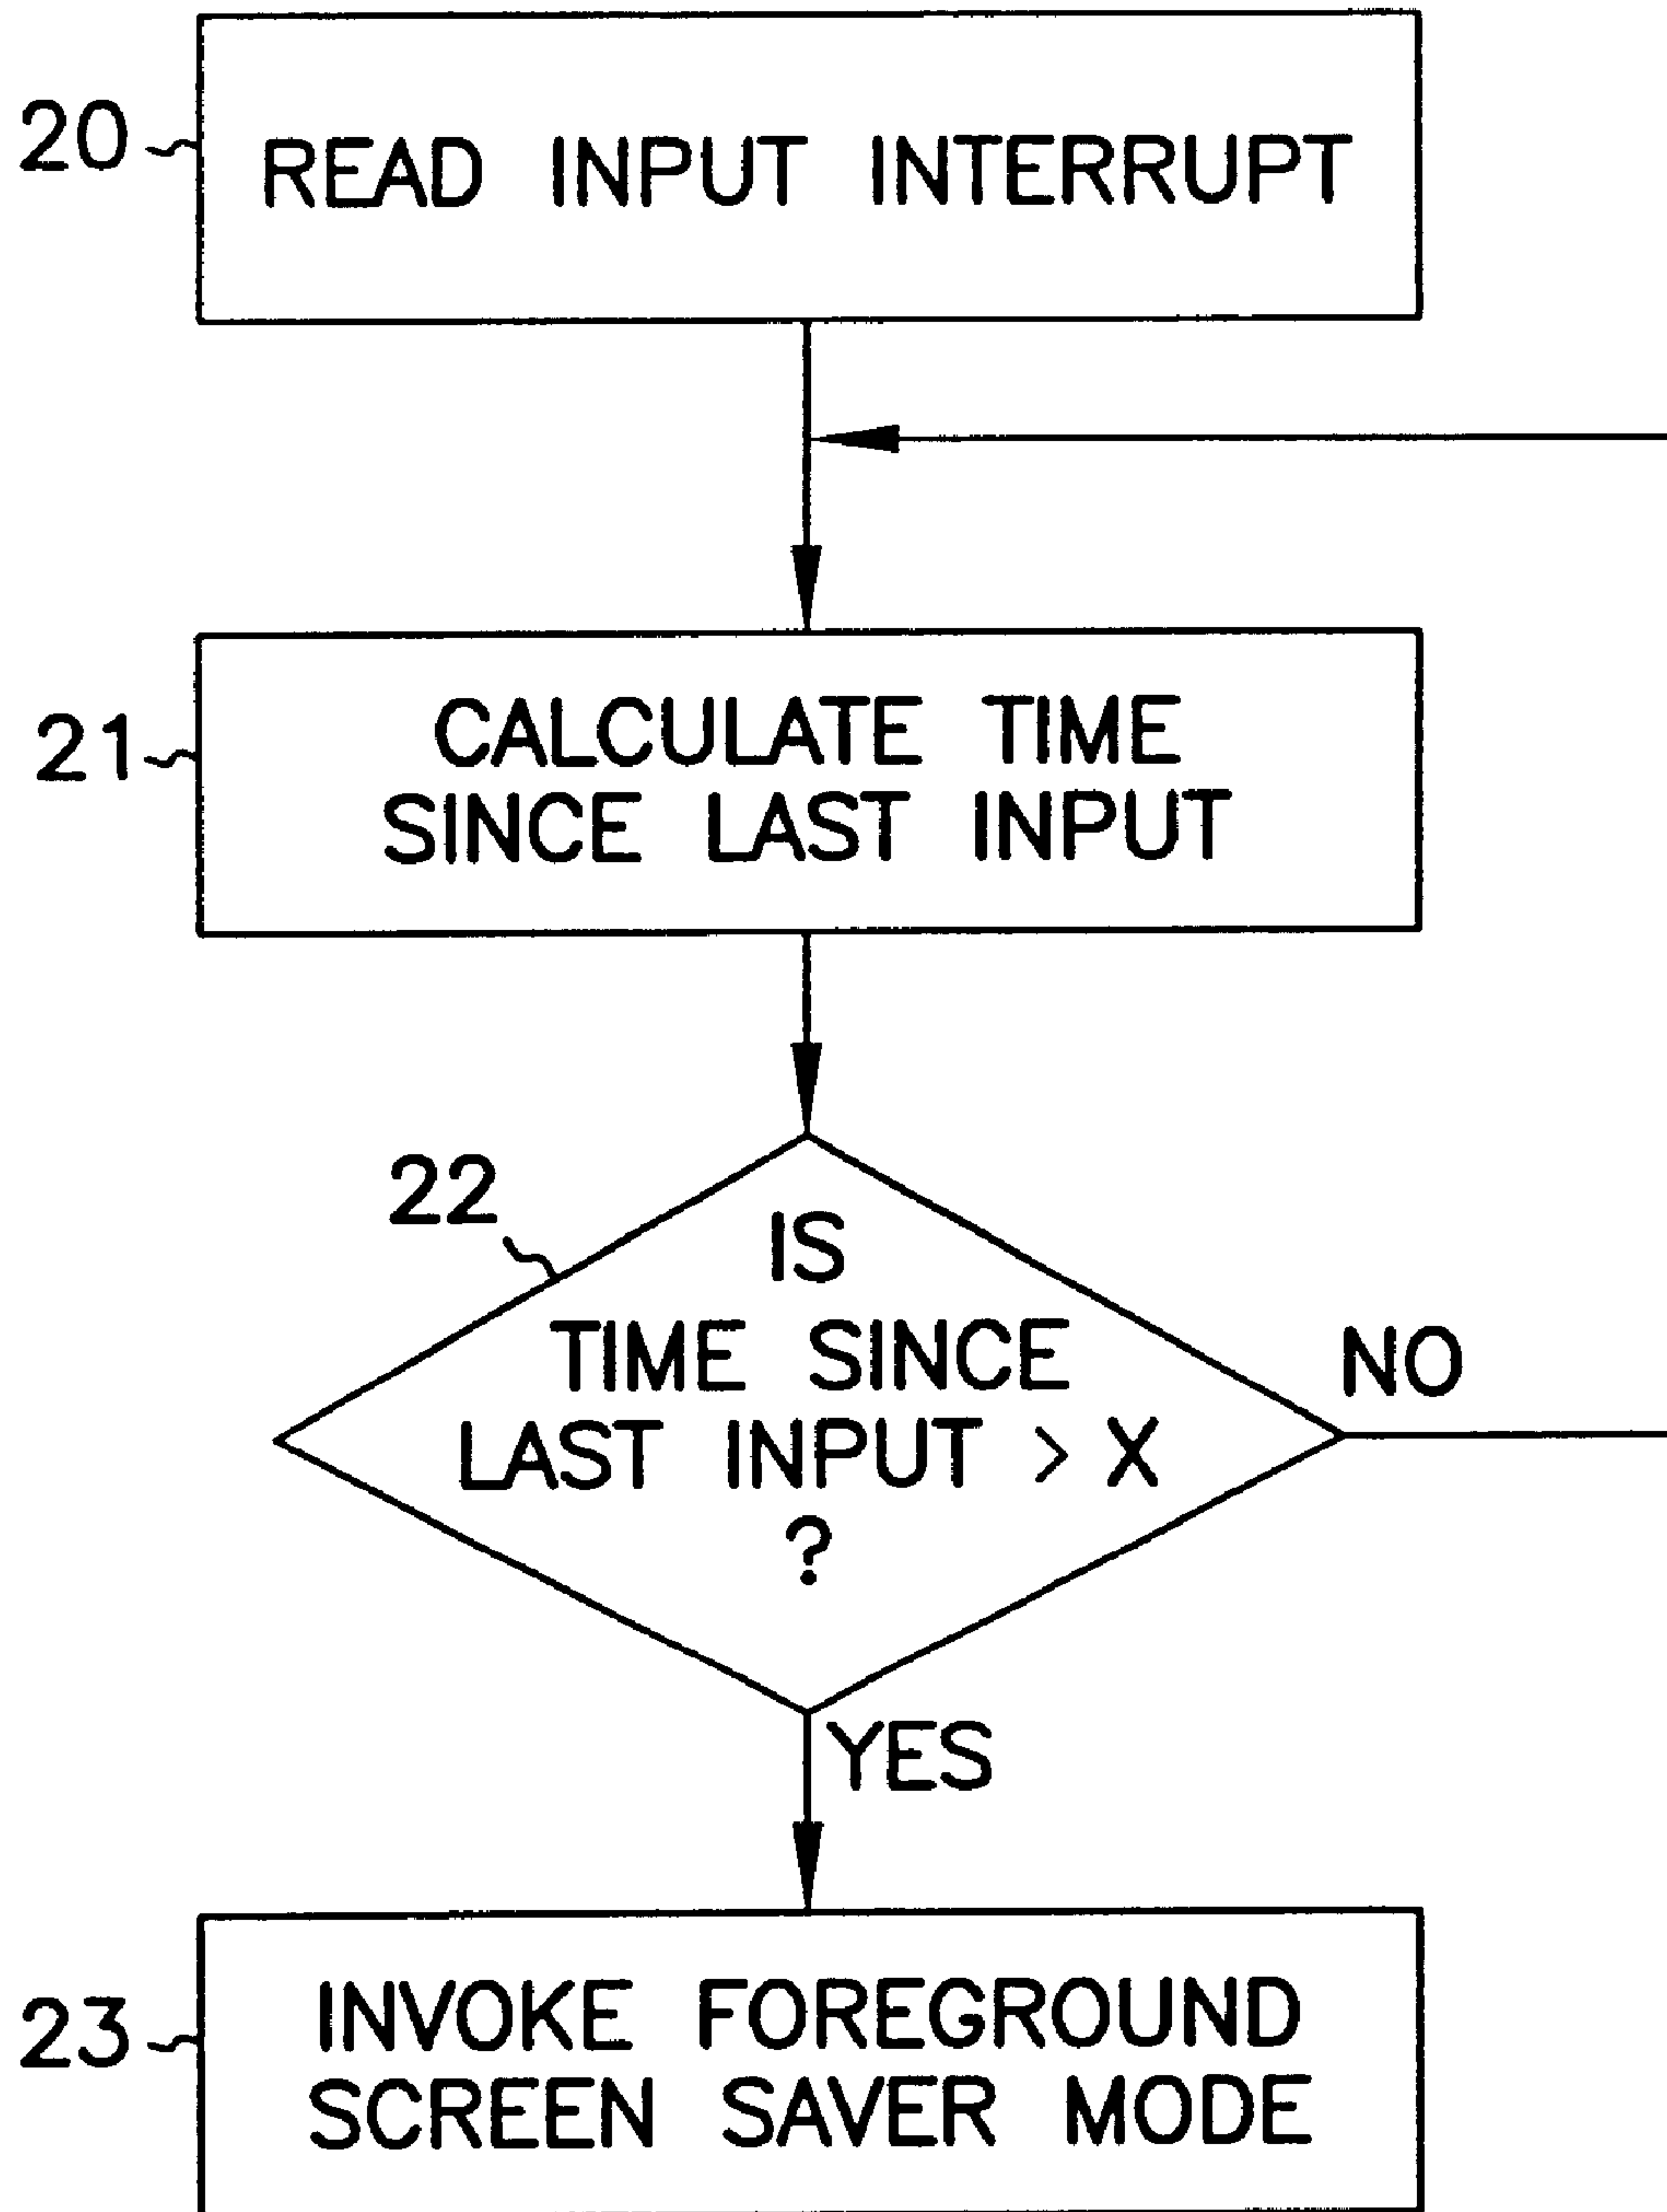 20
READ INPUT INTERRUPT
21
CALCULATE TIME
SINCE LAST INPUT
22
IS
TIME SINCE
LAST INPUT > X
?
NO
YES
23
INVOKE FOREGROUND
SCREEN SAVER MODE